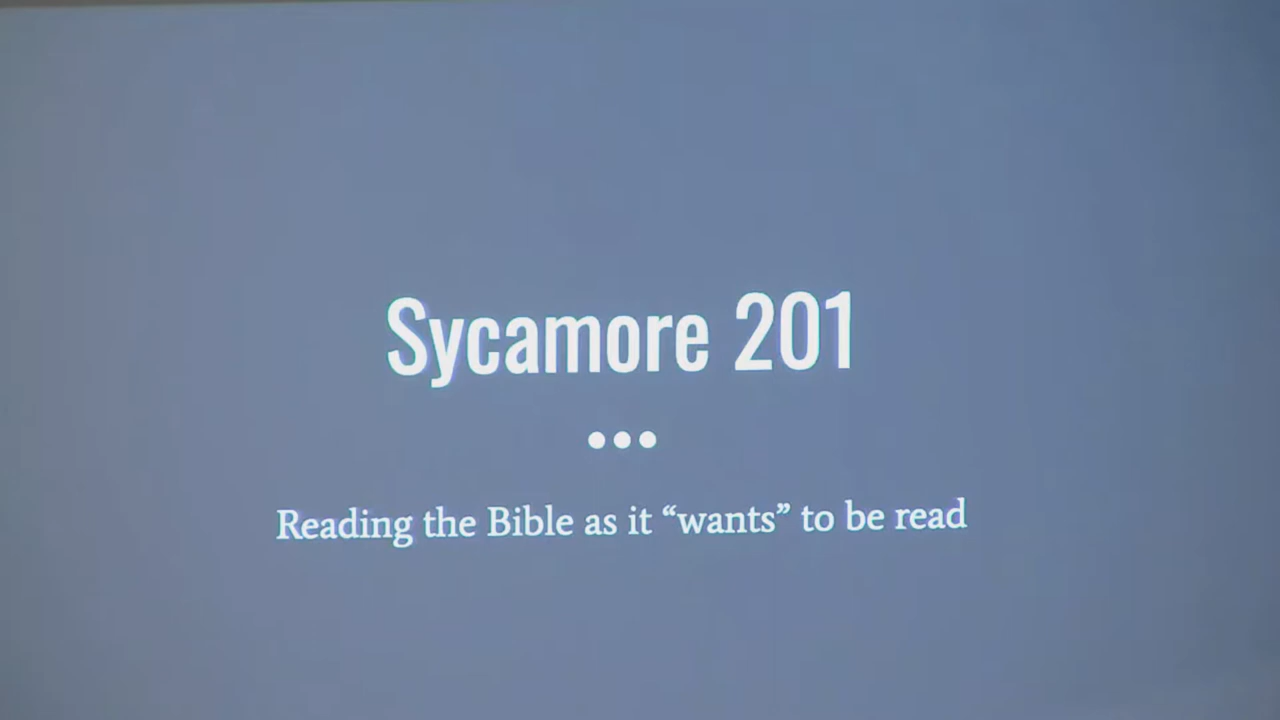 Sycamore 201
Reading the Bible as it “wants” to be read